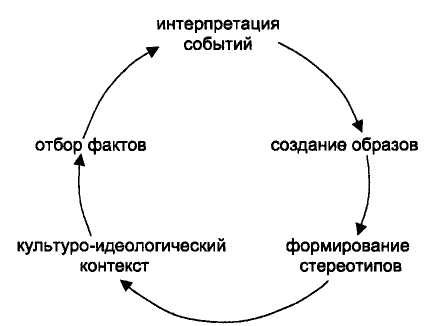 интерпретация
событий
отбор фактов
создание образов
культуро-идеологический
контекст
формирование
стереотипов